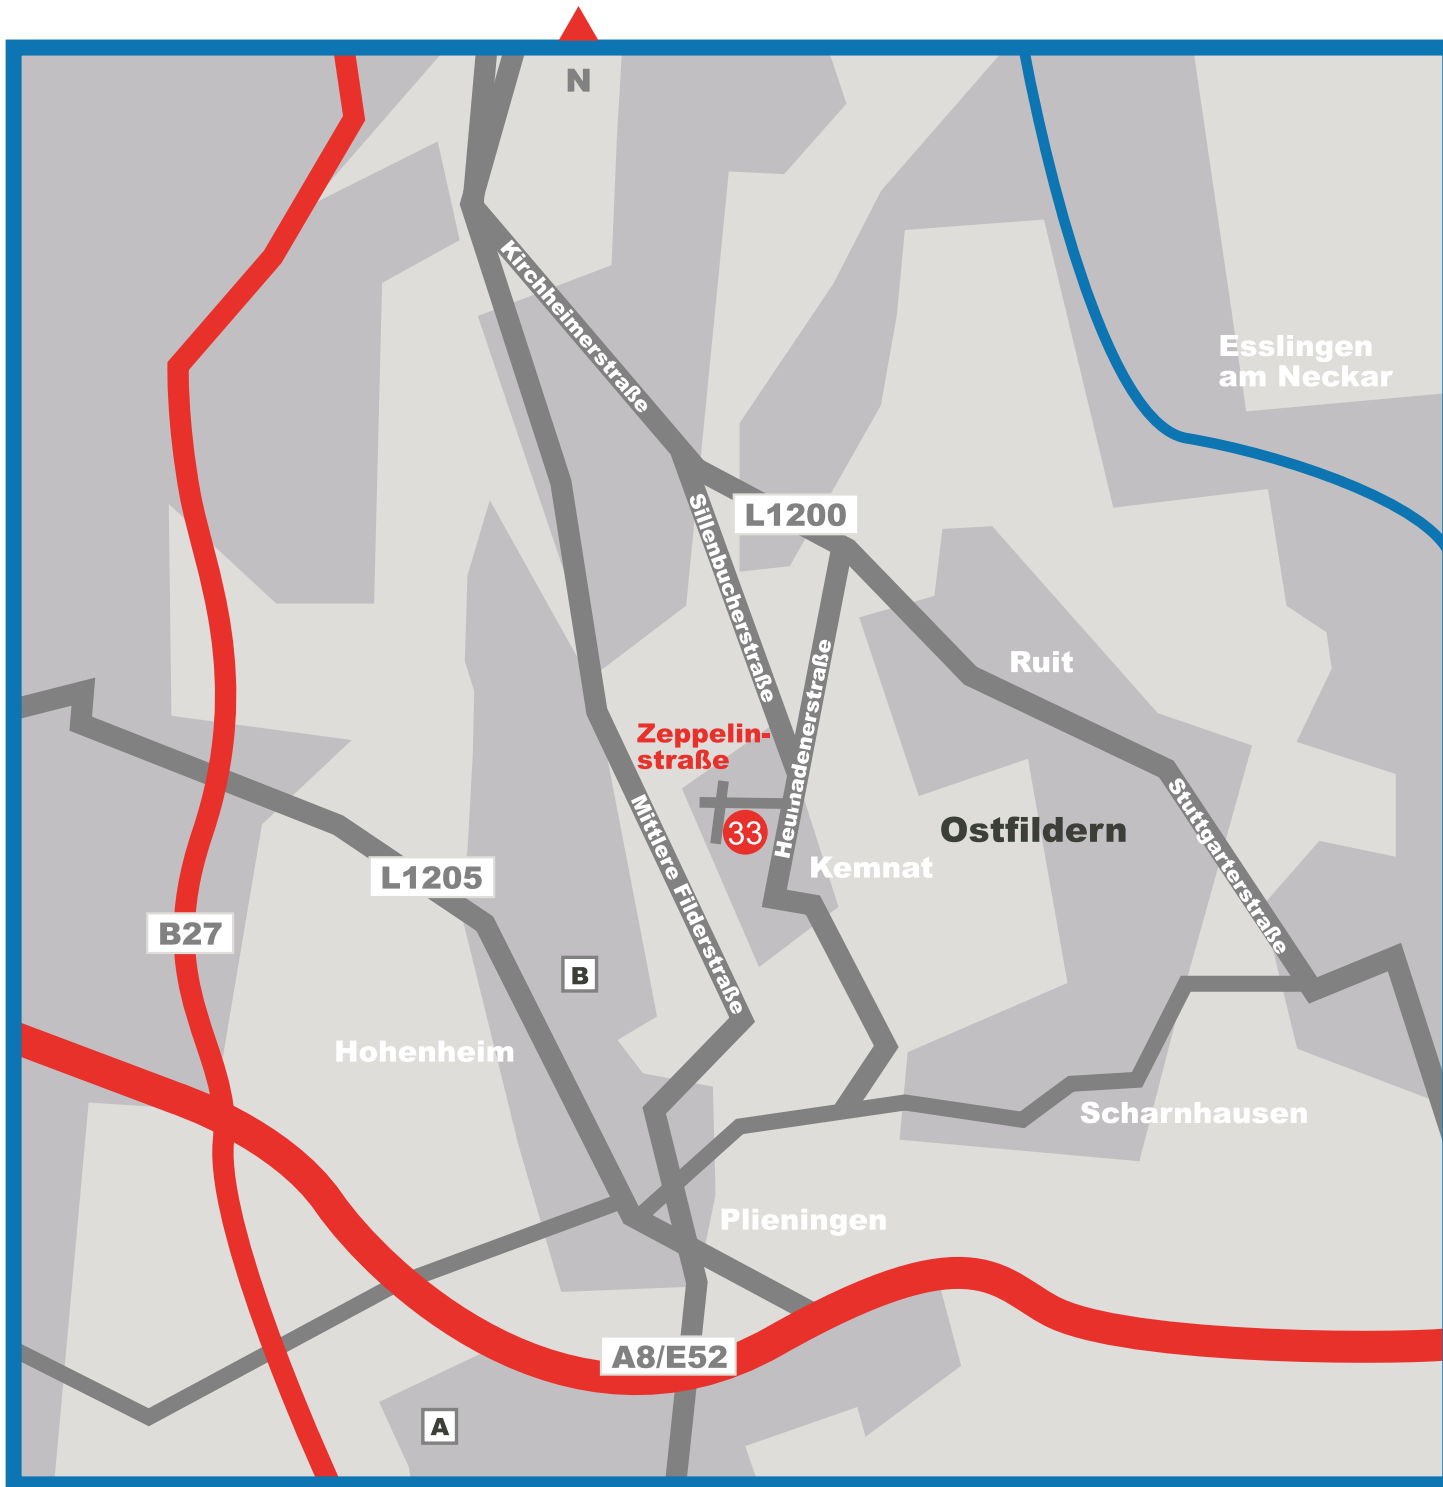 N
Kirchheimerstraße
Esslingen
am Neckar
L1200
Sillenbucherstraße
Heumadenerstraße
Ruit
Zeppelin-
straße
33
Mittlere Filderstraße
Stuttgarterstraße
Ostfildern
Kemnat
L1205
B27
B
Hohenheim
Scharnhausen
Plieningen
A8/E52
A